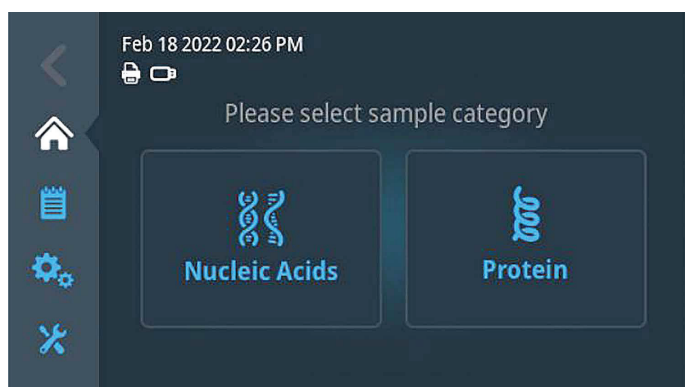 Feb 18 2022 02:26 PM
Please select sample category
Nucleic Acids
Protein